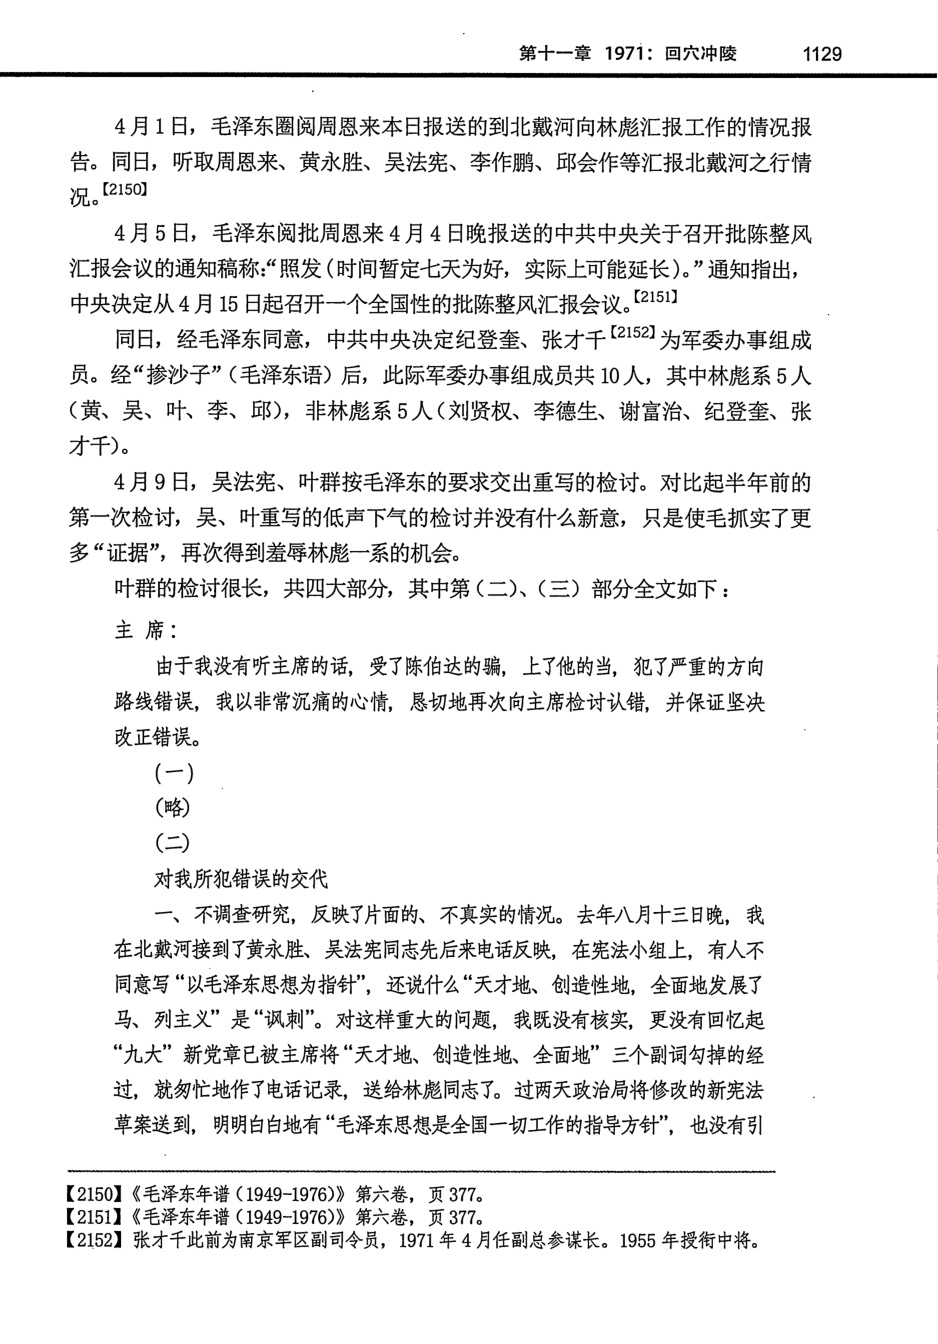 第十一章 1971：回穴冲陵 1129
4月1日，毛泽东圈阅周恩来本日报送的到北戴河向林彪汇报工作的情况报
告。同日，听取周恩来、黄永胜、吴法宪、李作鹏、邱会作等汇报北戴河之行情
况。【2150】
4月5日，毛泽东阅批周恩来4月4日晚报送的中共中央关于召开批陈整风
汇报会议的通知稿称：“照发（时间暂定七天为好，实际上可能延长）。”通知指出，
中央决定从4月15日起召开一个全国性的批陈整风汇报会议。【2151】
同日，经毛泽东同意，中共中央决定纪登奎、张才千【2152】为军委办事组成
员。经“掺沙子”（毛泽东语）后，此际军委办事组成员共10人，其中林彪系5人
（黄、吴、叶、李、邱），非林彪系5人（刘贤权、李德生、谢富治、纪登奎、张
才千）。
4月9日，吴法宪、叶群按毛泽东的要求交出重写的检讨。对比起半年前的
第一次检讨，吴、叶重写的低声下气的检讨并没有什么新意，只是使毛抓实了更
多“证据”，再次得到羞辱林彪一系的机会。
叶群的检讨很长，共四大部分，其中第（二）、（三）部分全文如下：
主 席：
由于我没有听主席的话，受了陈伯达的骗，上了他的当，犯了严重的方向
路线错误，我以非常沉痛的心情，恳切地再次向主席检讨认错，并保证坚决
改正错误。
（一）
（略）
（二）
对我所犯错误的交代
一、不调查研究，反映了片面的、不真实的情况。去年八月十三日晚，我
在北戴河接到了黄永胜、吴法宪同志先后来电话反映，在宪法小组上，有人不
同意写“以毛泽东思想为指针”，还说什么“天才地、创造性地，全面地发展了
马、列主义”是“讽刺”。对这样重大的问题，我既没有核实，更没有回忆起
“九大”新党章已被主席将“天才地、创造性地、全面地”三个副词勾掉的经
过，就匆忙地作了电话记录，送给林彪同志了。过两天政治局将修改的新宪法
草案送到，明明白白地有“毛泽东思想是全国一切工作的指导方针”，也没有引
【2150】《毛泽东年谱（1949-1976）》第六卷，页377。
【2151】《毛泽东年谱（1949-1976）》第六卷，页377。
【2152】张才千此前为南京军区副司令员，1971年4月任副总参谋长。1955年授衔中将。